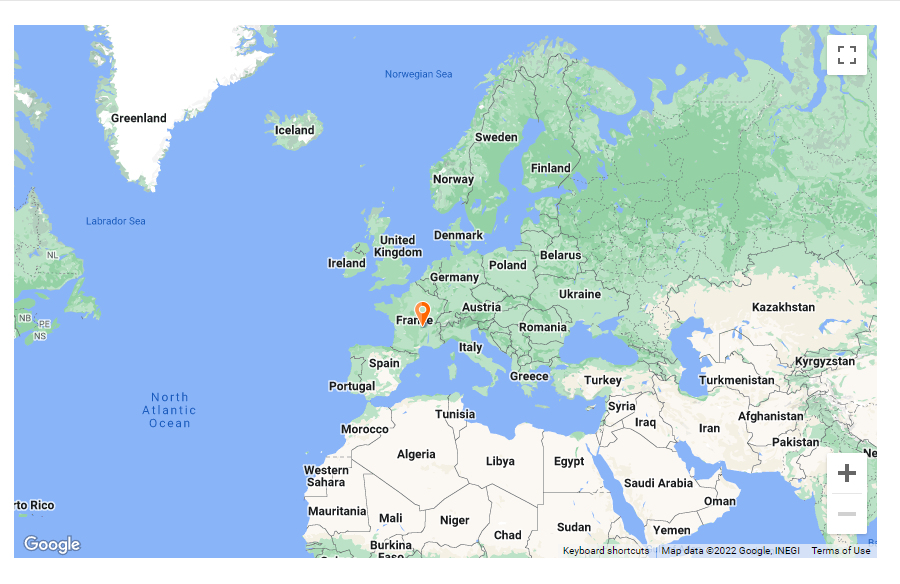 Norwegian Sea
Greenland
Iceland
Sweden
Finland
Norway
Labrador Sea
Denmark
United
Kingdom
NL
Ireland
Belarus
Poland
Germany
Ukraine
Austria
Kazakhstan
NB
PE
NS
France
Romania
Italy
Kyrgyzstan
Spain
Greece
Turkey
Turkmenistan
Portugal
North
Atlantic
Ocean
Tunisia
Syria
Iraq
Afghanistan
Iran
Morocco
Pakistan
Algeria
Libya
Egypt
Ne
Western
Sahara
Saudi Arabia
Oman
rto Rico
Mauritania
Mali
Niger
Chad
Sudan
Yemen
Burkina
Faso
Google
Keyboard shortcuts
Map data ©2022 Google, INEGI
Terms of Use